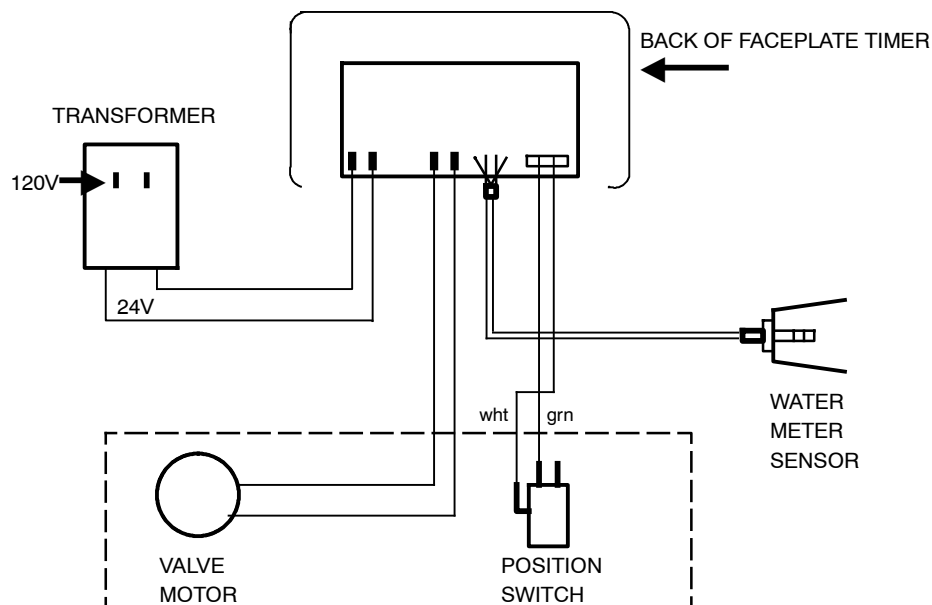 BACK OF FACEPLATE TIMER
TRANSFORMER
120V
24V
wht
grn
WATER
METER
SENSOR
VALVE
MOTOR
POSITION
SWITCH